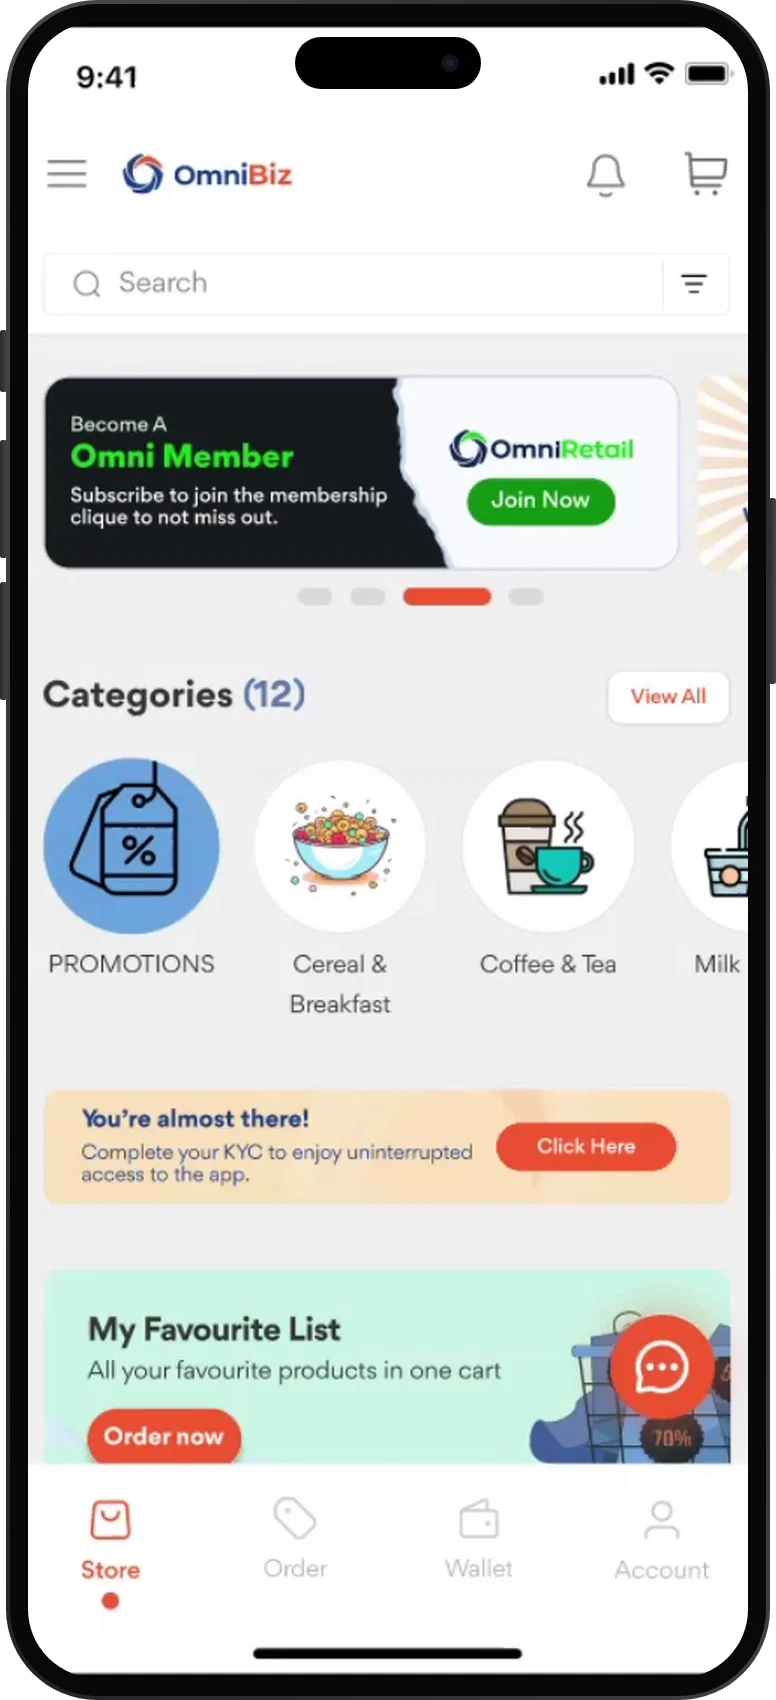 9:41
OmniBiz
Search
Become A
Omni Member
Subscribe to join the membership
clique to not miss out.
OmniRetail
Join Now
Categories (12)
View All
%
PROMOTIONS
Cereal &
Breakfast
Coffee & Tea
Milk
You're almost there!
Complete your KYC to enjoy uninterrupted
access to the app.
Click Here
My Favourite List
All your favourite products in one cart
Order now
70%
Store
Order
Wallet
Account